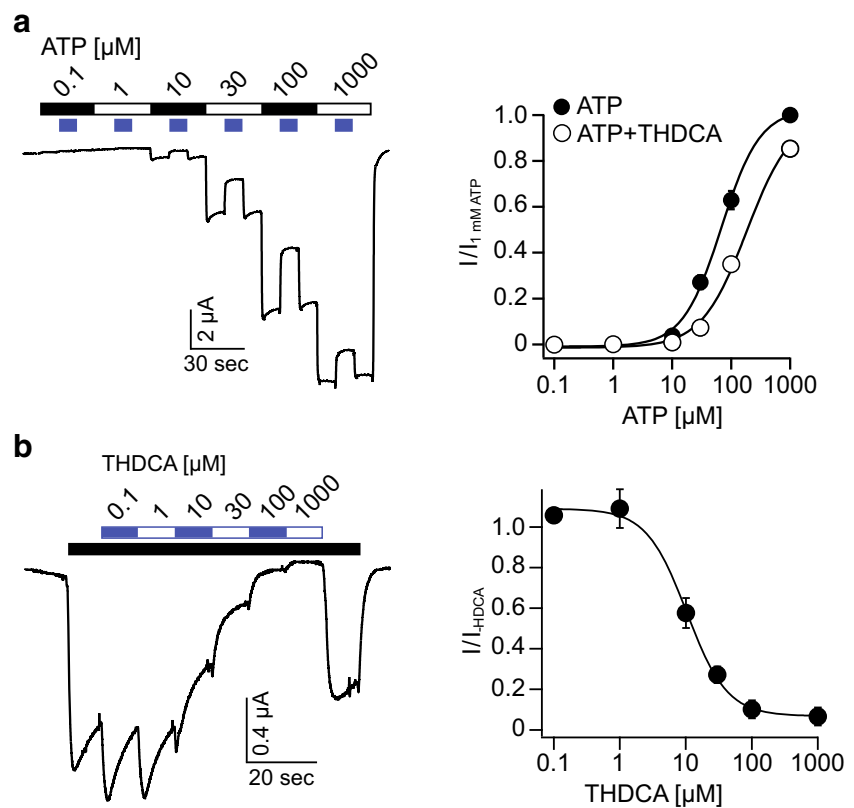 a
ATP [µM]
0.1 1 10 30 100 1000
2 µA
30 sec
ATP
ATP+THDCA
1.0
0.8
0.6
0.4
0.2
0
I/I1 mM ATP
0.1 1 10 100 1000
ATP [µM]
b
THDCA [µM]
0.1 1 10 30 100 1000
0.4 µA
20 sec
1.0
0.8
0.6
0.4
0.2
0
I/I-HDCA
0.1 1 10 100 1000
THDCA [µM]